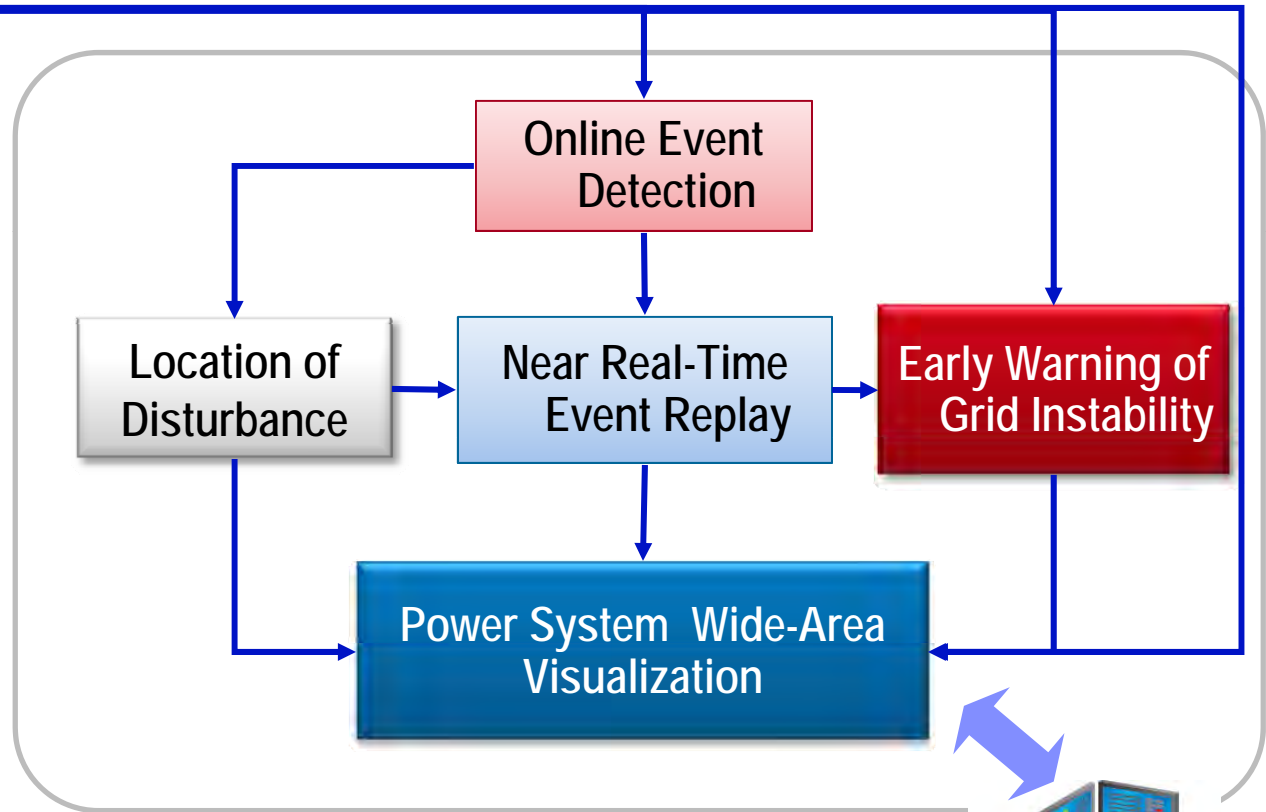 Online Event
Detection
Location of
Disturbance
Near Real-Time
Event Replay
Early Warning of
Grid Instability
Power System Wide-Area
Visualization